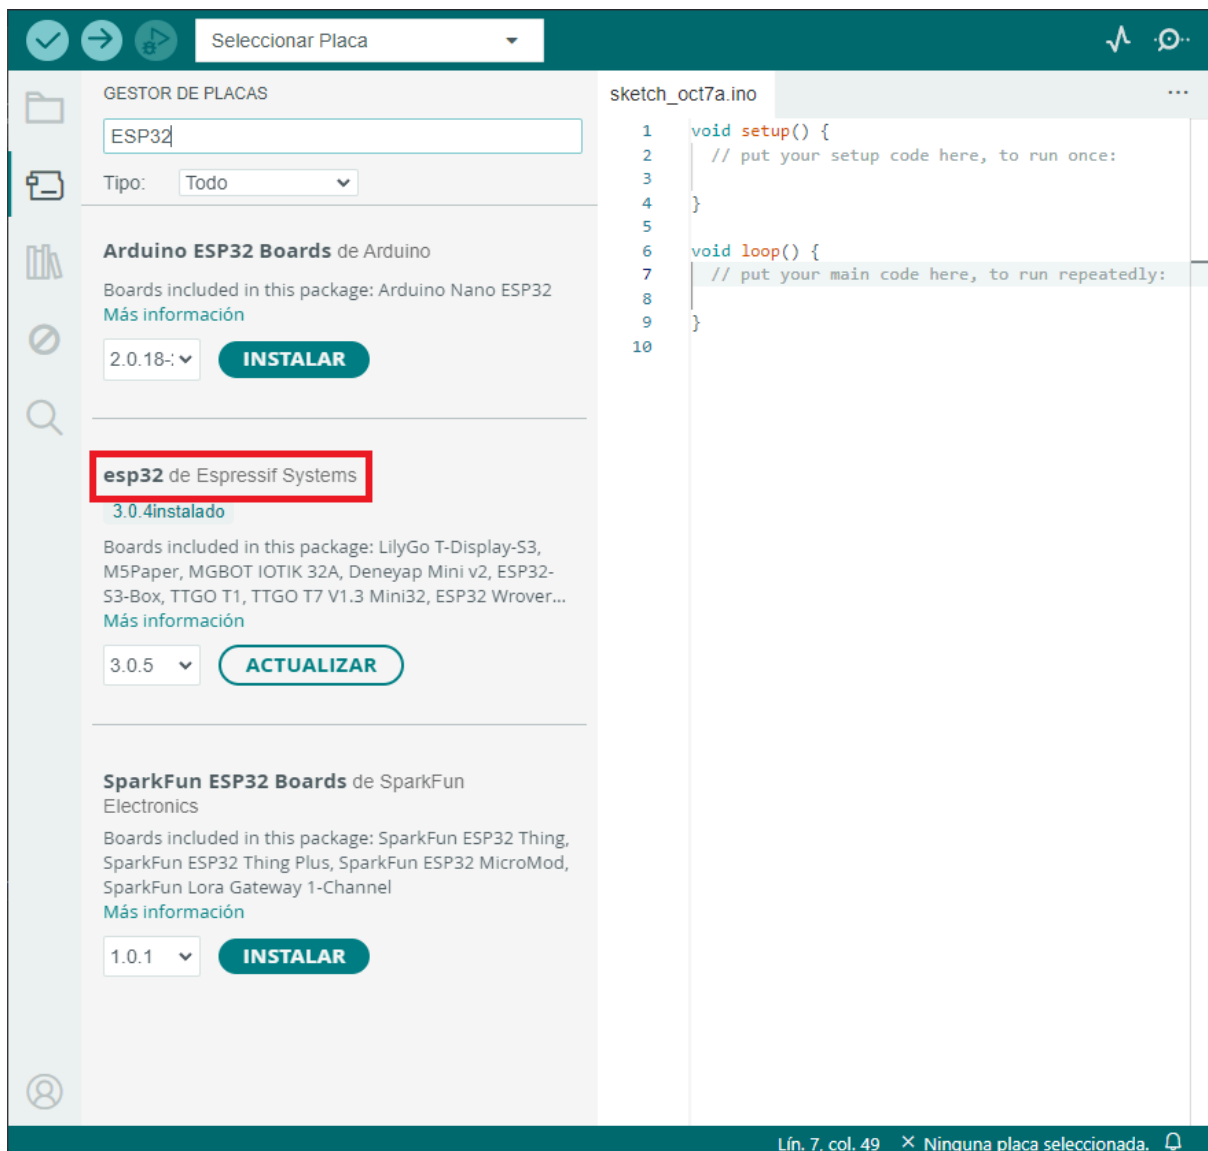 Seleccionar Placa
GESTOR DE PLACAS
ESP32
Tipo: Todo
Arduino ESP32 Boards de Arduino
Boards included in this package: Arduino Nano ESP32
Más información
2.0.18-: INSTALAR
esp32 de Espressif Systems
3.0.4instalado
Boards included in this package: LilyGo T-Display-S3,
M5Paper, MGBOT IOTIK 32A, Deneyap Mini v2, ESP32-
S3-Box, TTGO T1, TTGO T7 V1.3 Mini32, ESP32 Wrover...
Más información
3.0.5 ACTUALIZAR
SparkFun ESP32 Boards de SparkFun
Electronics
Boards included in this package: SparkFun ESP32 Thing,
SparkFun ESP32 Thing Plus, SparkFun ESP32 MicroMod,
SparkFun Lora Gateway 1-Channel
Más información
1.0.1 INSTALAR
sketch_oct7a.ino
1 void setup() {
2 // put your setup code here, to run once:
3
4 }
5
6 void loop() {
7 // put your main code here, to run repeatedly:
8
9 }
10
Lín. 7, col. 49 × Ninguna placa seleccionada.